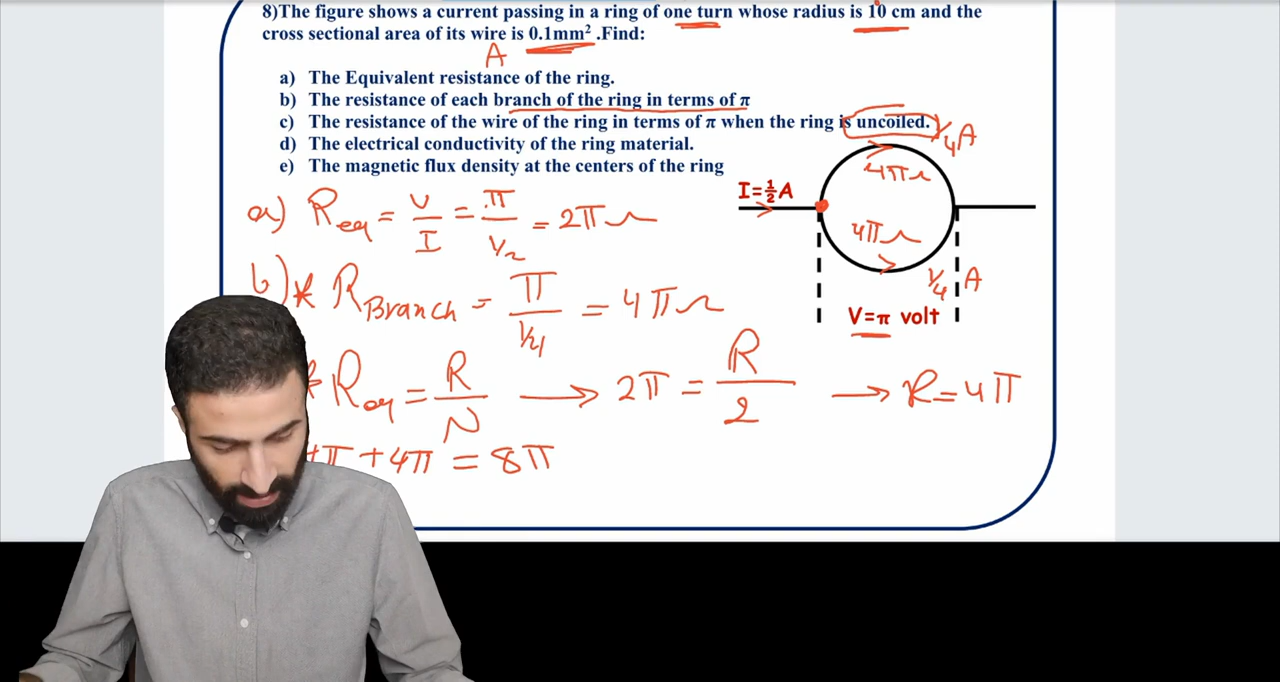 8)The figure shows a current passing in a ring of one turn whose radius is 10 cm and the
cross sectional area of its wire is 0.1mm² .Find:
A
a) The Equivalent resistance of the ring.
b) The resistance of each branch of the ring in terms of π
c) The resistance of the wire of the ring in terms of π when the ring is uncoiled.
d) The electrical conductivity of the ring material.
e) The magnetic flux density at the centers of the ring
1/4 A
4πΩ
I=½A
4πΩ
1/4 A
V=π volt
a) Req = V/I = π/(1/2) = 2πΩ
b) * RBranch = π/(1/4) = 4πΩ
* Req = R/N → 2π = R/2 → R=4π
+4π = 8π